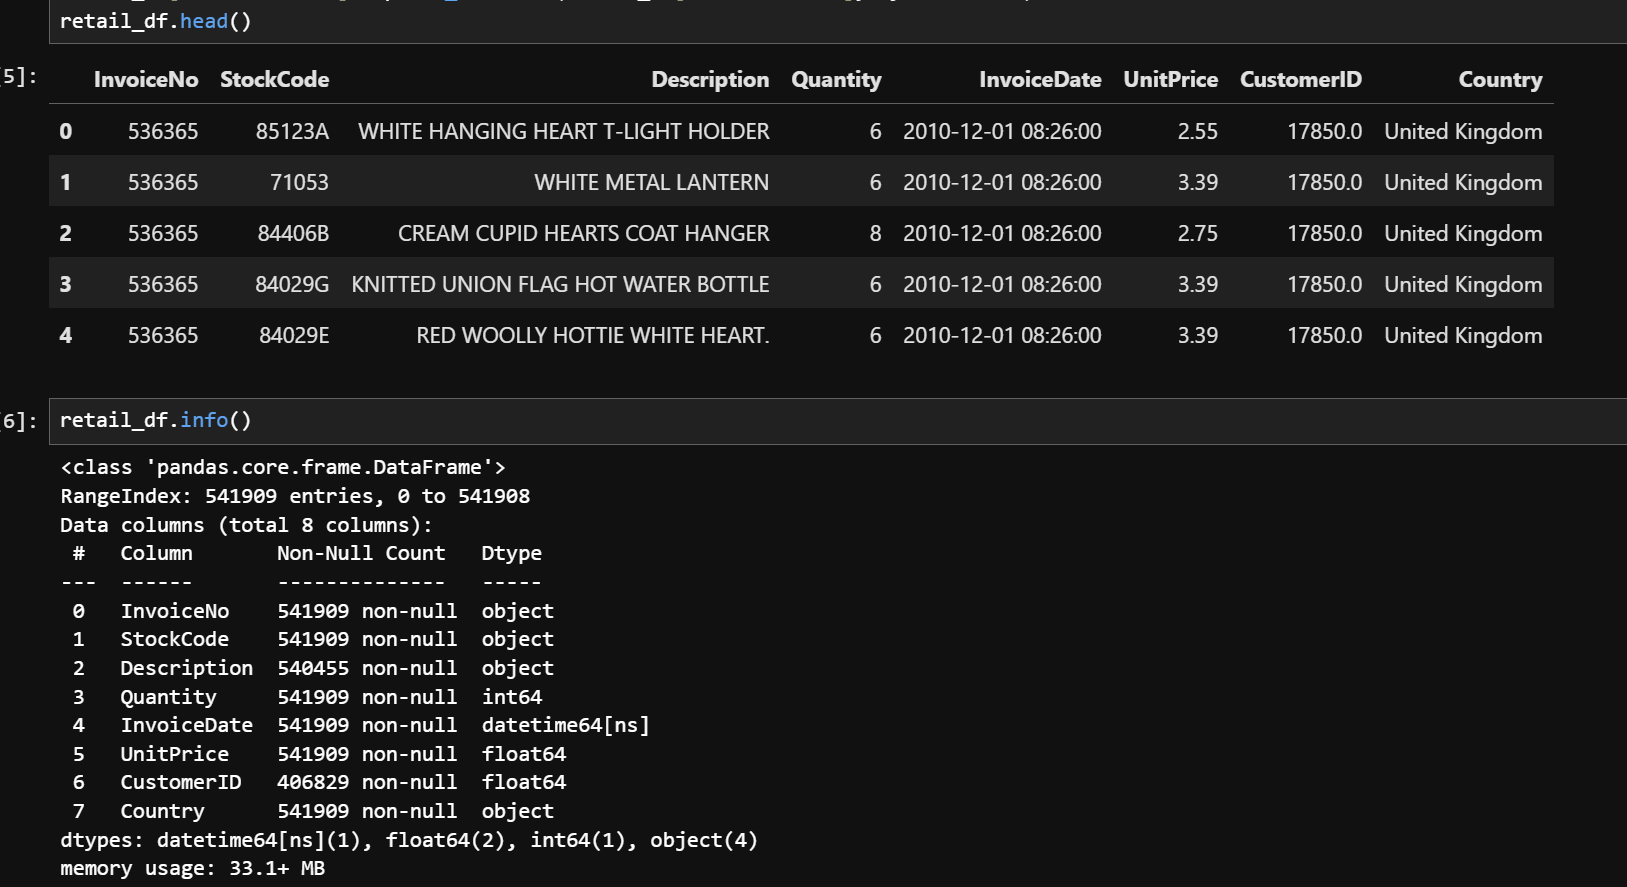 retail_df.head()
5]:
InvoiceNo StockCode Description Quantity InvoiceDate UnitPrice CustomerID Country
0 536365 85123A WHITE HANGING HEART T-LIGHT HOLDER 6 2010-12-01 08:26:00 2.55 17850.0 United Kingdom
1 536365 71053 WHITE METAL LANTERN 6 2010-12-01 08:26:00 3.39 17850.0 United Kingdom
2 536365 84406B CREAM CUPID HEARTS COAT HANGER 8 2010-12-01 08:26:00 2.75 17850.0 United Kingdom
3 536365 84029G KNITTED UNION FLAG HOT WATER BOTTLE 6 2010-12-01 08:26:00 3.39 17850.0 United Kingdom
4 536365 84029E RED WOOLLY HOTTIE WHITE HEART. 6 2010-12-01 08:26:00 3.39 17850.0 United Kingdom
[6]: retail_df.info()
<class 'pandas.core.frame.DataFrame'>
RangeIndex: 541909 entries, 0 to 541908
Data columns (total 8 columns):
 #   Column       Non-Null Count   Dtype
---  ------       --------------   -----
 0   InvoiceNo    541909 non-null  object
 1   StockCode    541909 non-null  object
 2   Description  540455 non-null  object
 3   Quantity     541909 non-null  int64
 4   InvoiceDate  541909 non-null  datetime64[ns]
 5   UnitPrice    541909 non-null  float64
 6   CustomerID   406829 non-null  float64
 7   Country      541909 non-null  object
dtypes: datetime64[ns](1), float64(2), int64(1), object(4)
memory usage: 33.1+ MB